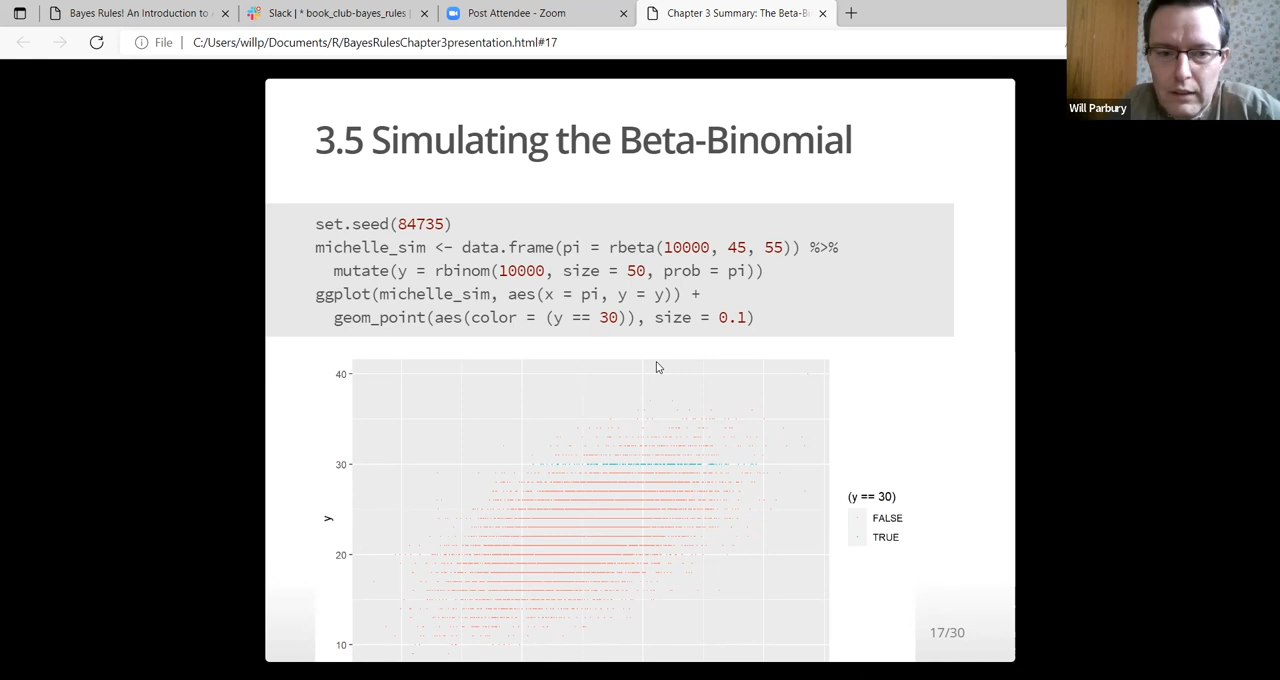 Bayes Rules! An Introduction to
Slack | * book_club-bayes_rules |
Post Attendee - Zoom
Chapter 3 Summary: The Beta-Bi
File
C:/Users/willp/Documents/R/BayesRulesChapter3presentation.html#17
Will Parbury
3.5 Simulating the Beta-Binomial
set.seed(84735)
michelle_sim <- data.frame(pi = rbeta(10000, 45, 55)) %>%
mutate(y = rbinom(10000, size = 50, prob = pi))
ggplot(michelle_sim, aes(x = pi, y = y)) +
geom_point(aes(color = (y == 30)), size = 0.1)
40
30
20
10
y
(y == 30)
FALSE
TRUE
17/30